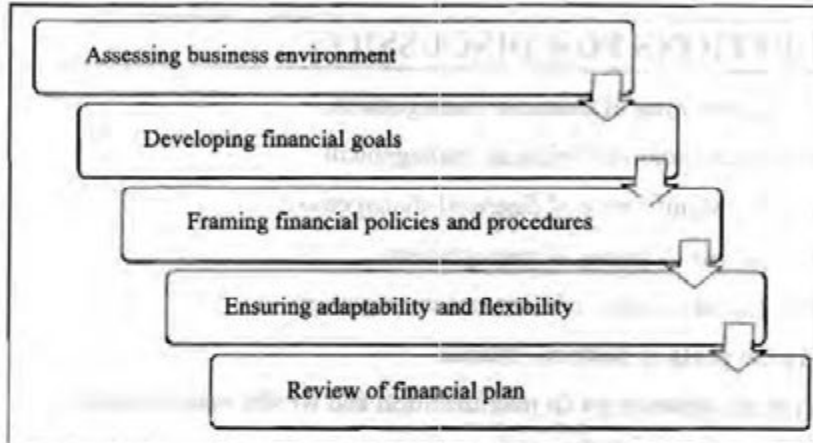 Assessing business environment
Developing financial goals
Framing financial policies and procedures
Ensuring adaptability and flexibility
Review of financial plan